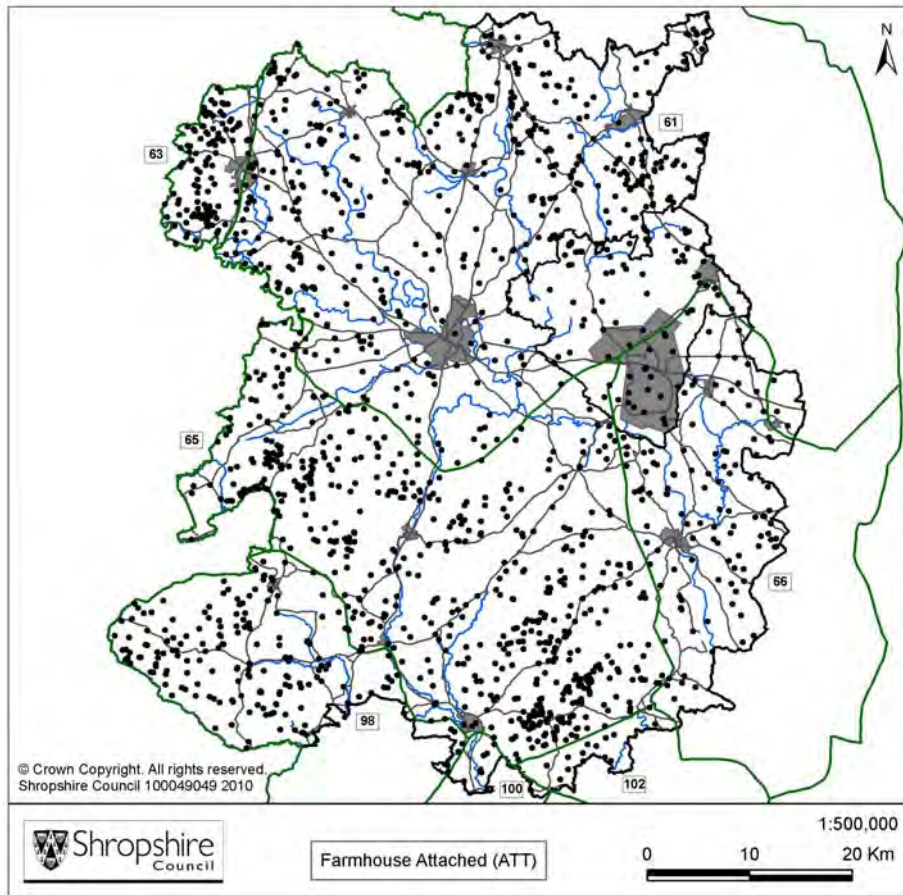 N
61
63
65
66
98
100
102
© Crown Copyright. All rights reserved.
Shropshire Council 100049049 2010
Shropshire
Council
Farmhouse Attached (ATT)
1:500,000
0 10 20 Km